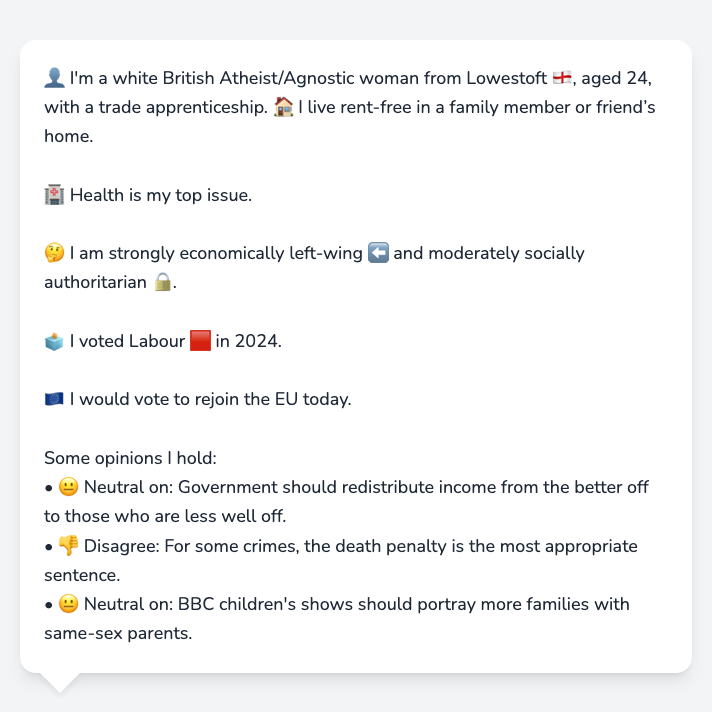 👤 I'm a white British Atheist/Agnostic woman from Lowestoft 🏴󠁧󠁢󠁥󠁮󠁧󠁿, aged 24,
with a trade apprenticeship. 🏠 I live rent-free in a family member or friend’s
home.
🏥 Health is my top issue.
🤔 I am strongly economically left-wing ⬅️ and moderately socially
authoritarian 🔒.
🗳️ I voted Labour 🟥 in 2024.
🇪🇺 I would vote to rejoin the EU today.
Some opinions I hold:
• 😐 Neutral on: Government should redistribute income from the better off
to those who are less well off.
• 👎 Disagree: For some crimes, the death penalty is the most appropriate
sentence.
• 😐 Neutral on: BBC children's shows should portray more families with
same-sex parents.